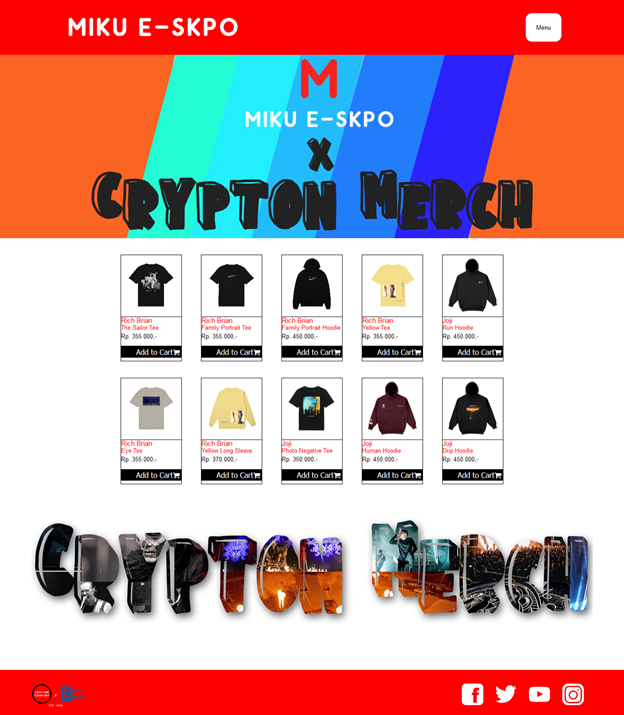 MIKU E-SKPO
Menu
M
MIKU E-SKPO
x
CRYPTON MERCH
Rich Brian
The Sailor Tee
Rp. 355.000,-
Add to Cart
Rich Brian
Family Portrait Tee
Rp. 355.000,-
Add to Cart
Rich Brian
Family Portrait Hoodie
Rp. 450.000,-
Add to Cart
Rich Brian
Yellow Tee
Rp. 355.000,-
Add to Cart
Joji
Run Hoodie
Rp. 450.000,-
Add to Cart
Rich Brian
Eye Tee
Rp. 355.000,-
Add to Cart
Rich Brian
Yellow Long Sleeve
Rp. 370.000,-
Add to Cart
Joji
Photo Negative Tee
Rp. 350.000,-
Add to Cart
Joji
Human Hoodie
Rp. 450.000,-
Add to Cart
Joji
Drip Hoodie
Rp. 450.000,-
Add to Cart
CRYPTON MERCH
x